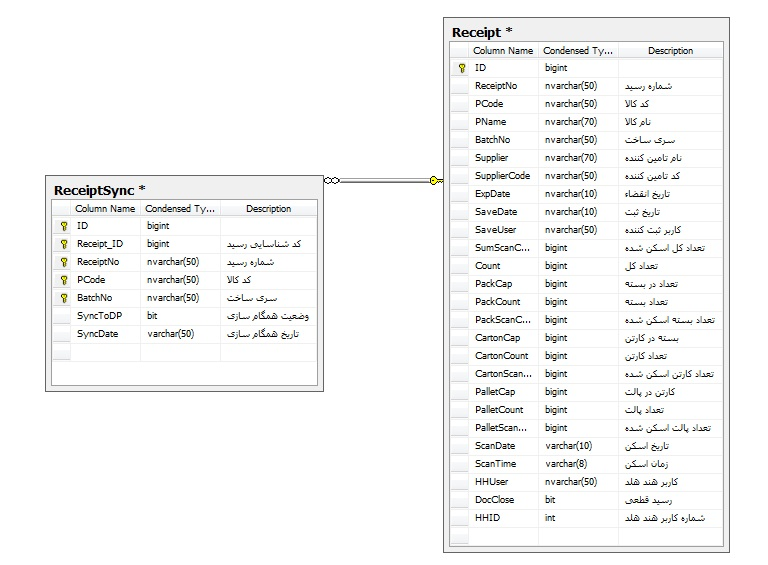 Receipt *
Column Name Condensed Ty... Description
ID bigint
ReceiptNo nvarchar(50) شماره رسید
PCode nvarchar(50) کد کالا
PName nvarchar(70) نام کالا
BatchNo nvarchar(50) سری ساخت
Supplier nvarchar(70) نام تامین کننده
SupplierCode nvarchar(50) کد تامین کننده
ExpDate nvarchar(10) تاریخ انقضاء
SaveDate nvarchar(10) تاریخ ثبت
SaveUser nvarchar(50) کاربر ثبت کننده
SumScanC... bigint تعداد کل اسکن شده
Count bigint تعداد کل
PackCap bigint تعداد در بسته
PackCount bigint تعداد بسته
PackScanC... bigint تعداد بسته اسکن شده
CartonCap bigint بسته در کارتن
CartonCount bigint تعداد کارتن
CartonScan... bigint تعداد کارتن اسکن شده
PalletCap bigint کارتن در پالت
PalletCount bigint تعداد پالت
PalletScan... bigint تعداد پالت اسکن شده
ScanDate varchar(10) تاریخ اسکن
ScanTime varchar(8) زمان اسکن
HHUser nvarchar(50) کاربر هند هلد
DocClose bit رسید قطعی
HHID int شماره کاربر هند هلد
ReceiptSync *
Column Name Condensed Ty... Description
ID bigint
Receipt_ID bigint کد شناسایی رسید
ReceiptNo nvarchar(50) شماره رسید
PCode nvarchar(50) کد کالا
BatchNo nvarchar(50) سری ساخت
SyncToDP bit وضعیت همگام سازی
SyncDate varchar(50) تاریخ همگام سازی